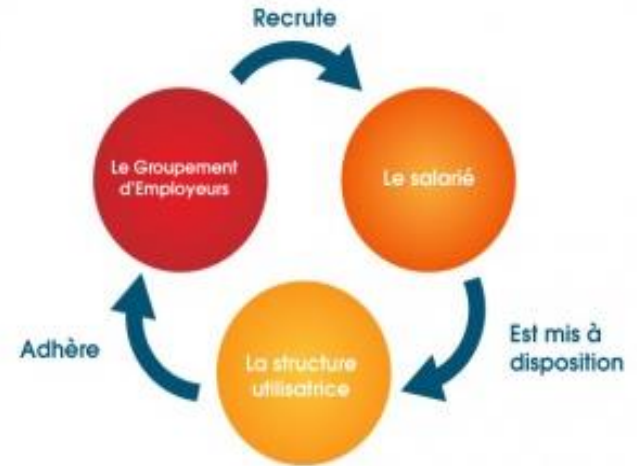 Recrute
Le Groupement
d'Employeurs
Le salarié
Est mis à
disposition
La structure
utilisatrice
Adhère